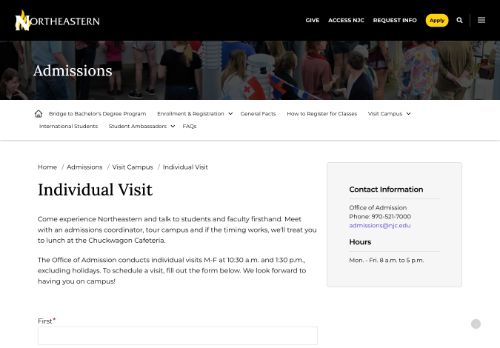 NORTHEASTERN
GIVE ACCESS NJC REQUEST INFO Apply
Admissions
Bridge to Bachelor's Degree Program Enrollment & Registration General Facts How to Register for Classes Visit Campus
International Students Student Ambassadors FAQs
Home / Admissions / Visit Campus / Individual Visit
Individual Visit
Come experience Northeastern and talk to students and faculty firsthand. Meet
with an admissions coordinator, tour campus and if the timing works, we'll treat you
to lunch at the Chuckwagon Cafeteria.
The Office of Admission conducts individual visits M-F at 10:30 a.m. and 1:30 p.m.,
excluding holidays. To schedule a visit, fill out the form below. We look forward to
having you on campus!
First*
Contact Information
Office of Admission
Phone: 970-521-7000
admissions@njc.edu
Hours
Mon. - Fri. 8 a.m. to 5 p.m.